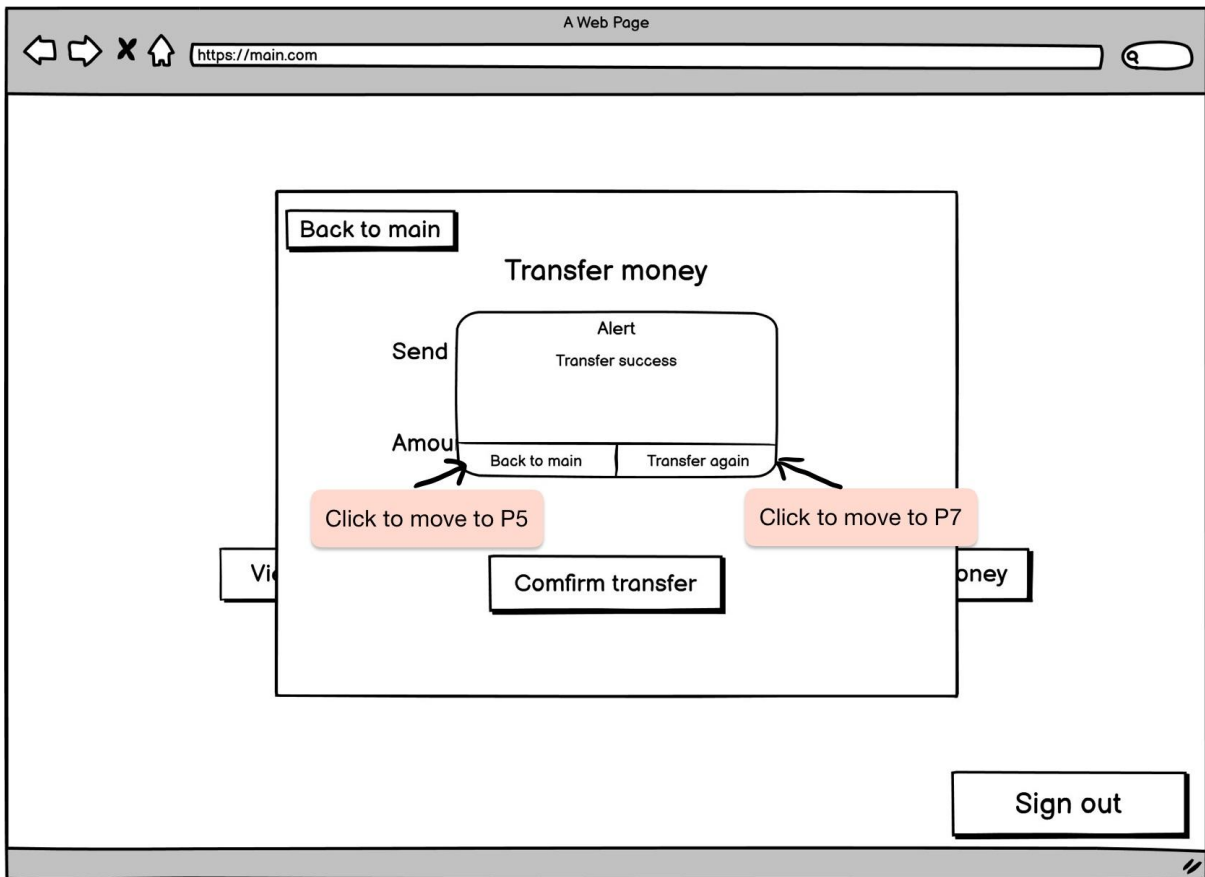 A Web Page
https://main.com
Back to main
Transfer money
Alert
Send
Transfer success
Amou
Back to main
Transfer again
Click to move to P5
Click to move to P7
Vie
Comfirm transfer
oney
Sign out